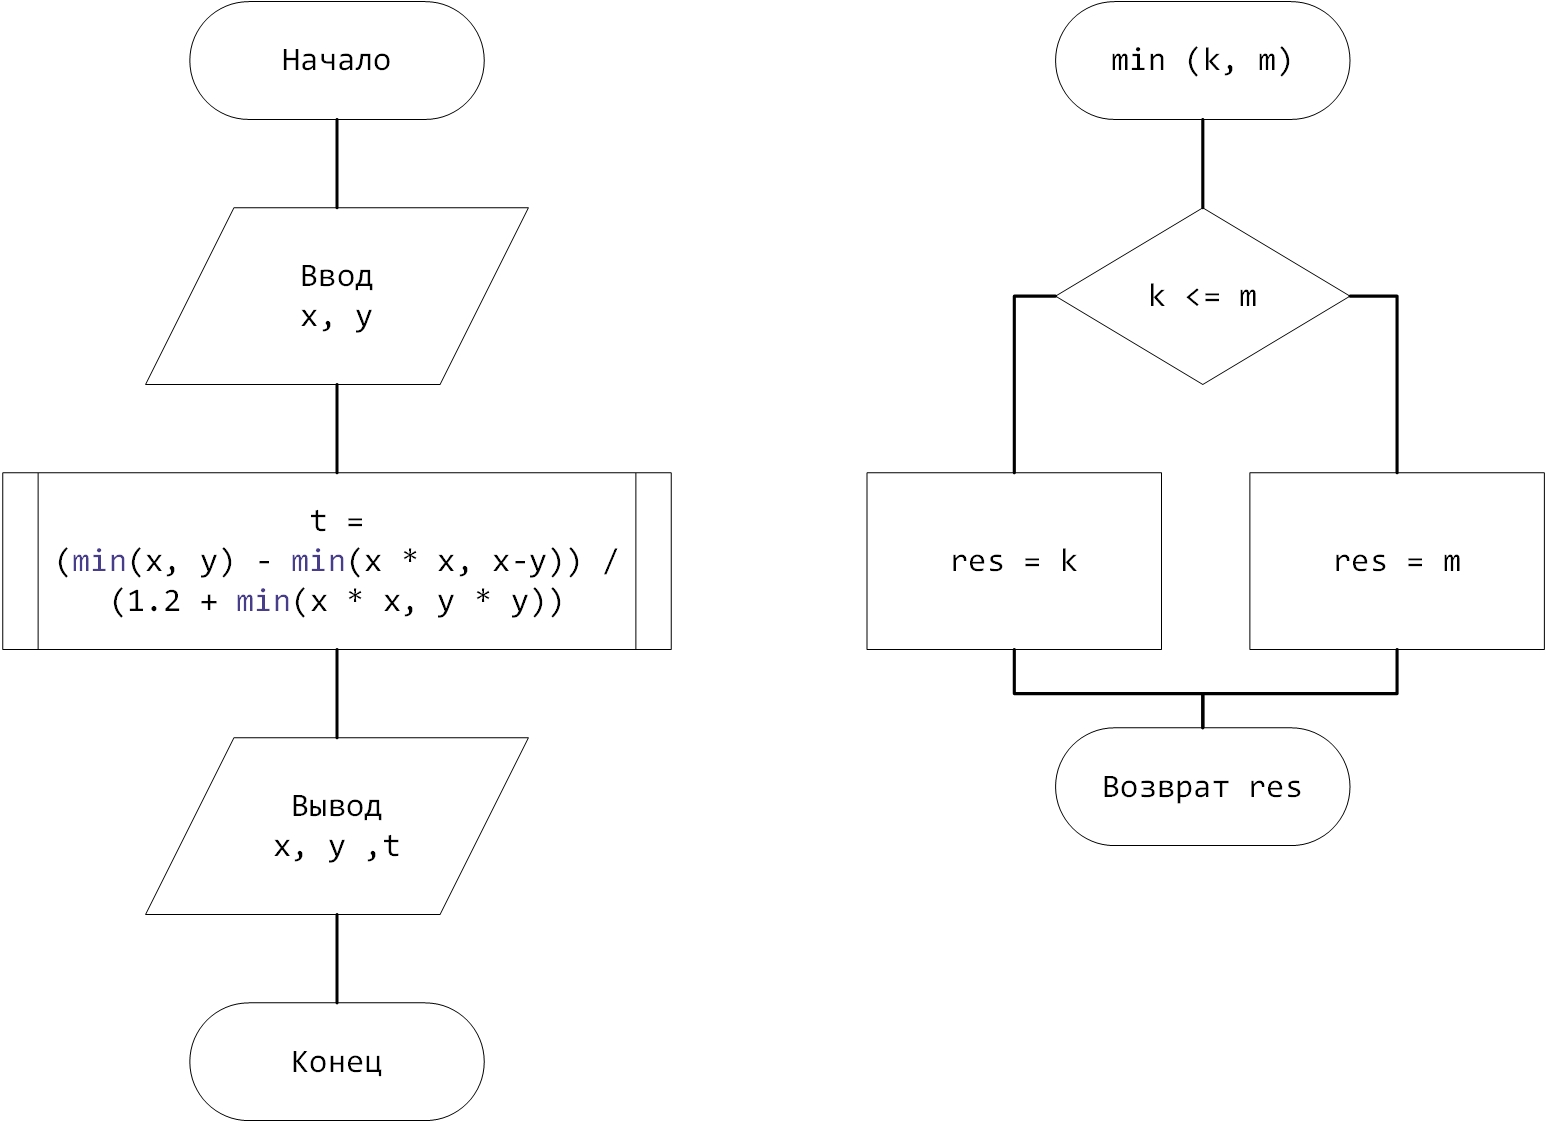 Начало
Ввод
x, y
t =
(min(x, y) - min(x * x, x-y)) /
(1.2 + min(x * x, y * y))
Вывод
x, y ,t
Конец
min (k, m)
k <= m
res = k
res = m
Возврат res